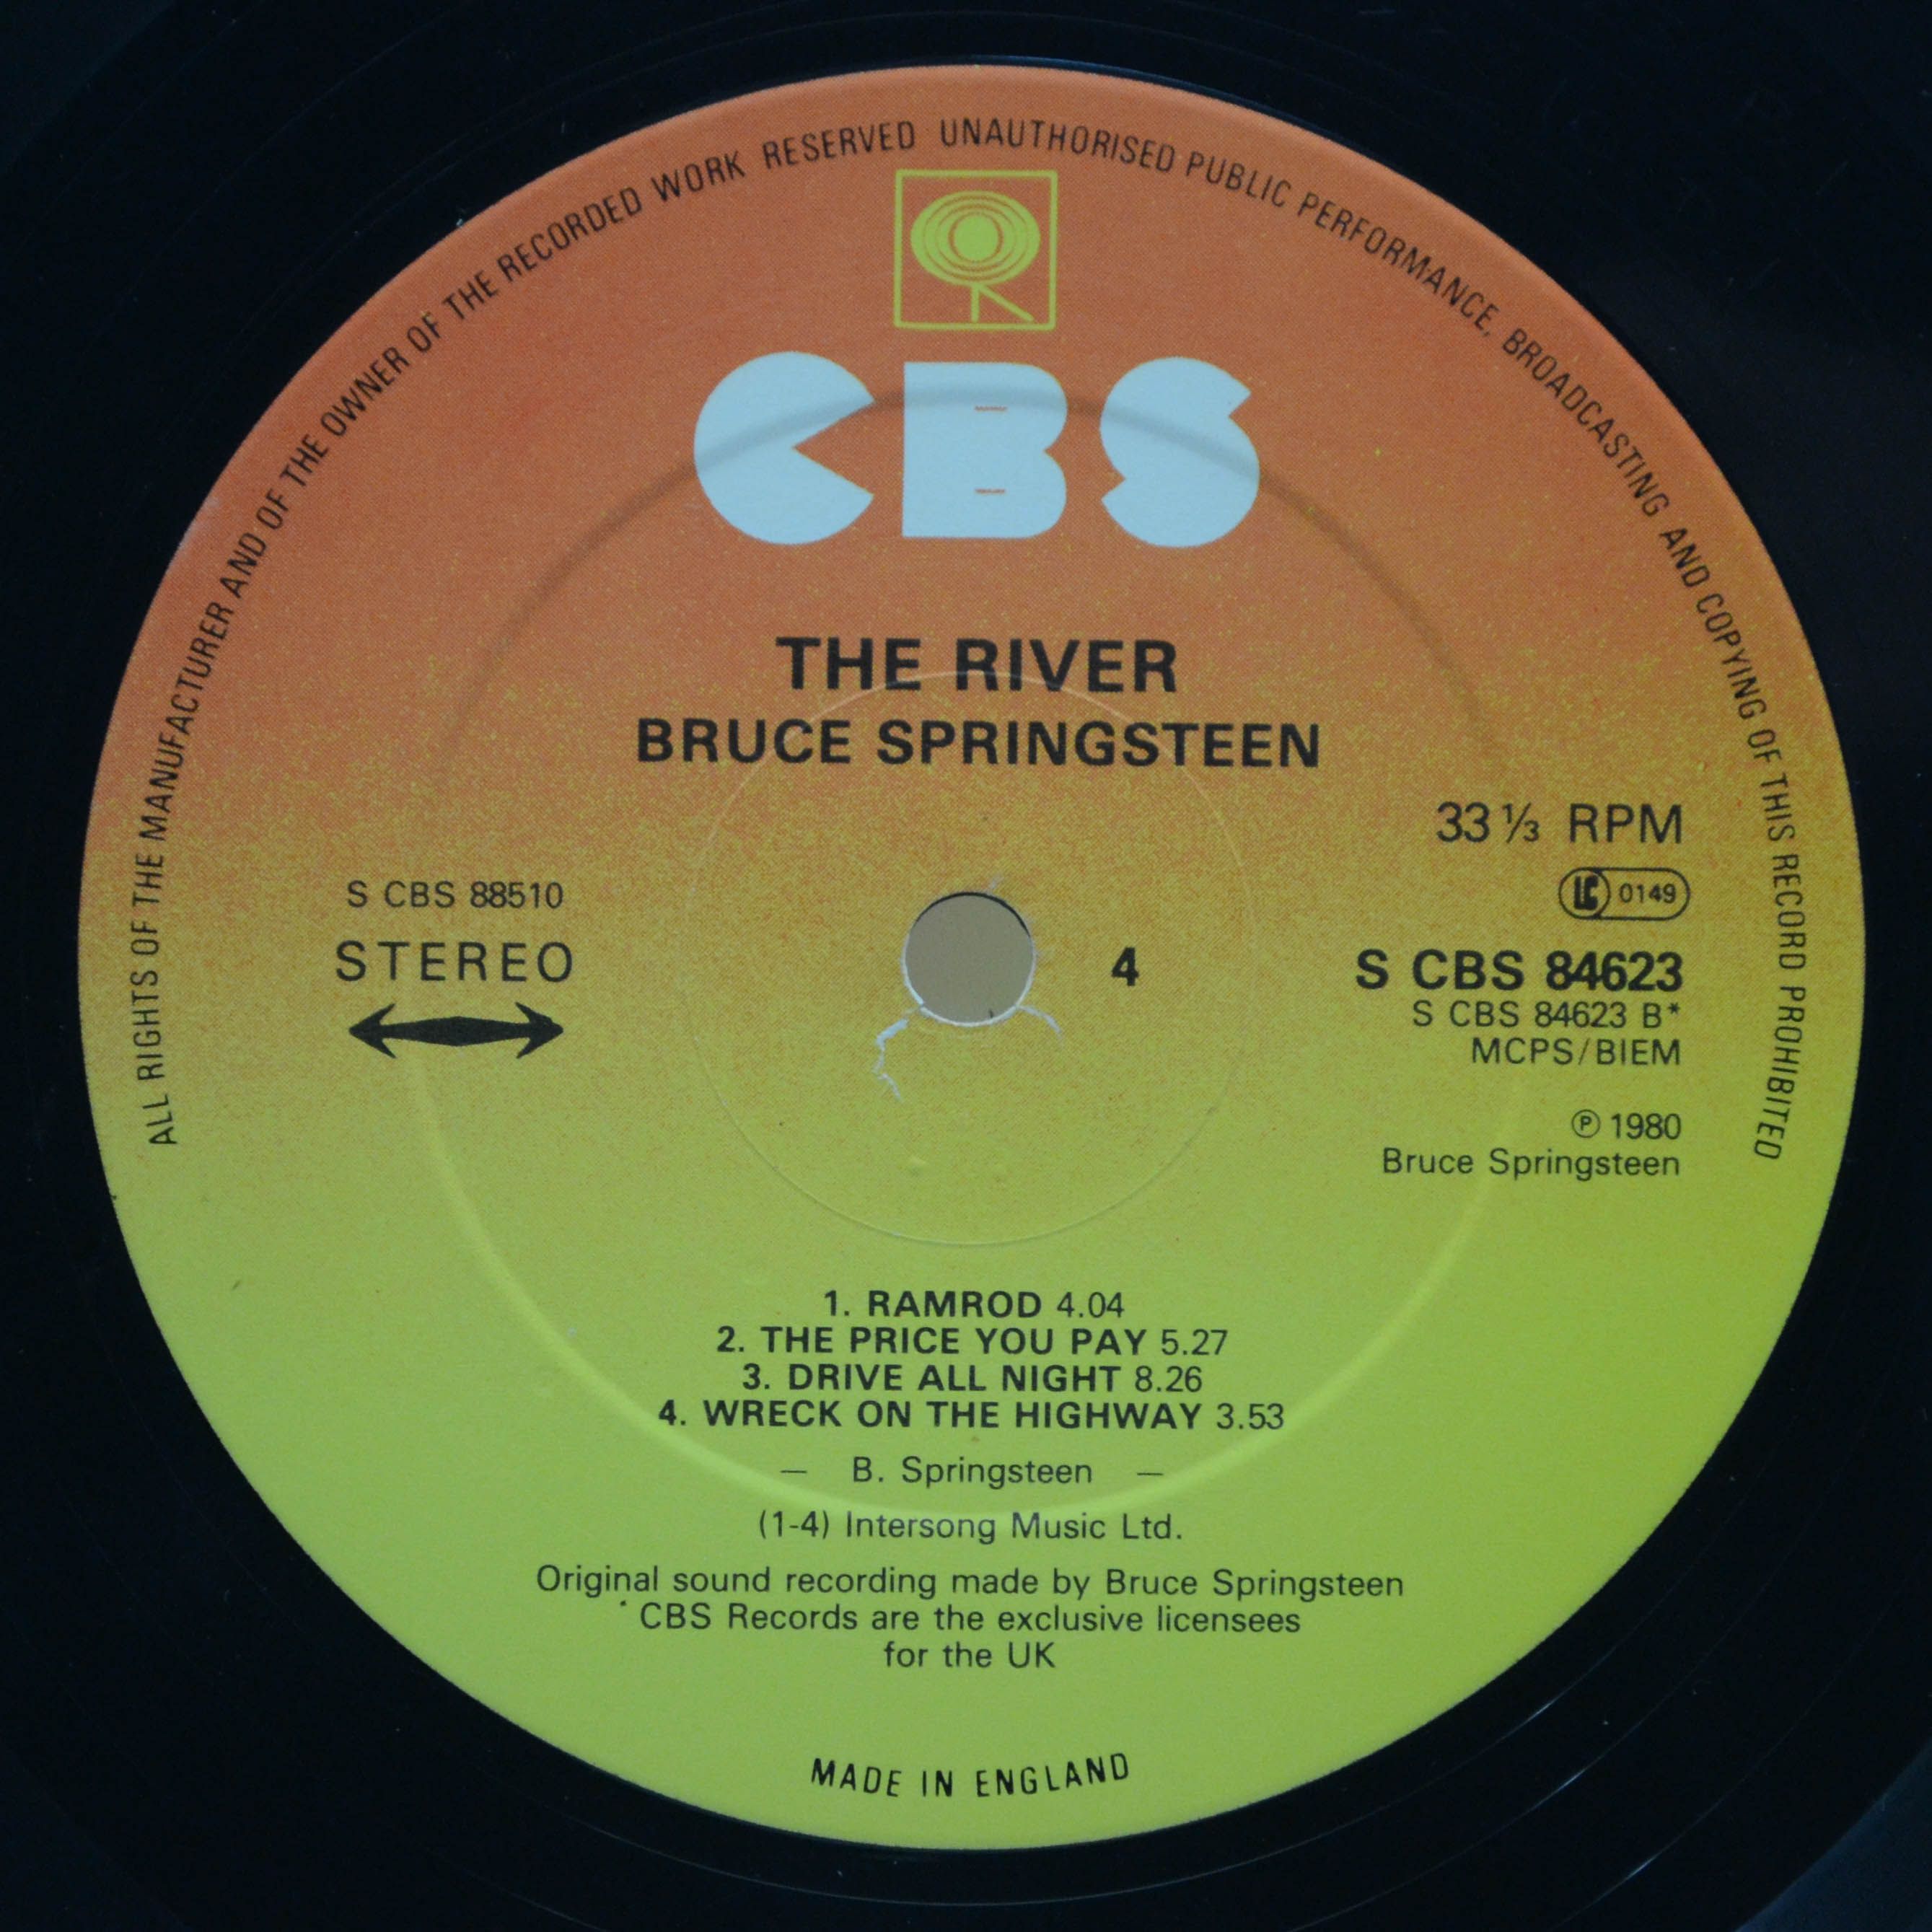 ALL RIGHTS OF THE MANUFACTURER AND OF THE OWNER OF THE RECORDED WORK RESERVED UNAUTHORISED PUBLIC PERFORMANCE, BROADCASTING AND COPYING OF THIS RECORD PROHIBITED
CBS
THE RIVER
BRUCE SPRINGSTEEN
33⅓ RPM
S CBS 88510
LC 0149
STEREO
4
S CBS 84623
S CBS 84623 B*
MCPS/BIEM
℗ 1980
Bruce Springsteen
1. RAMROD 4.04
2. THE PRICE YOU PAY 5.27
3. DRIVE ALL NIGHT 8.26
4. WRECK ON THE HIGHWAY 3.53
— B. Springsteen —
(1-4) Intersong Music Ltd.
Original sound recording made by Bruce Springsteen
CBS Records are the exclusive licensees
for the UK
MADE IN ENGLAND